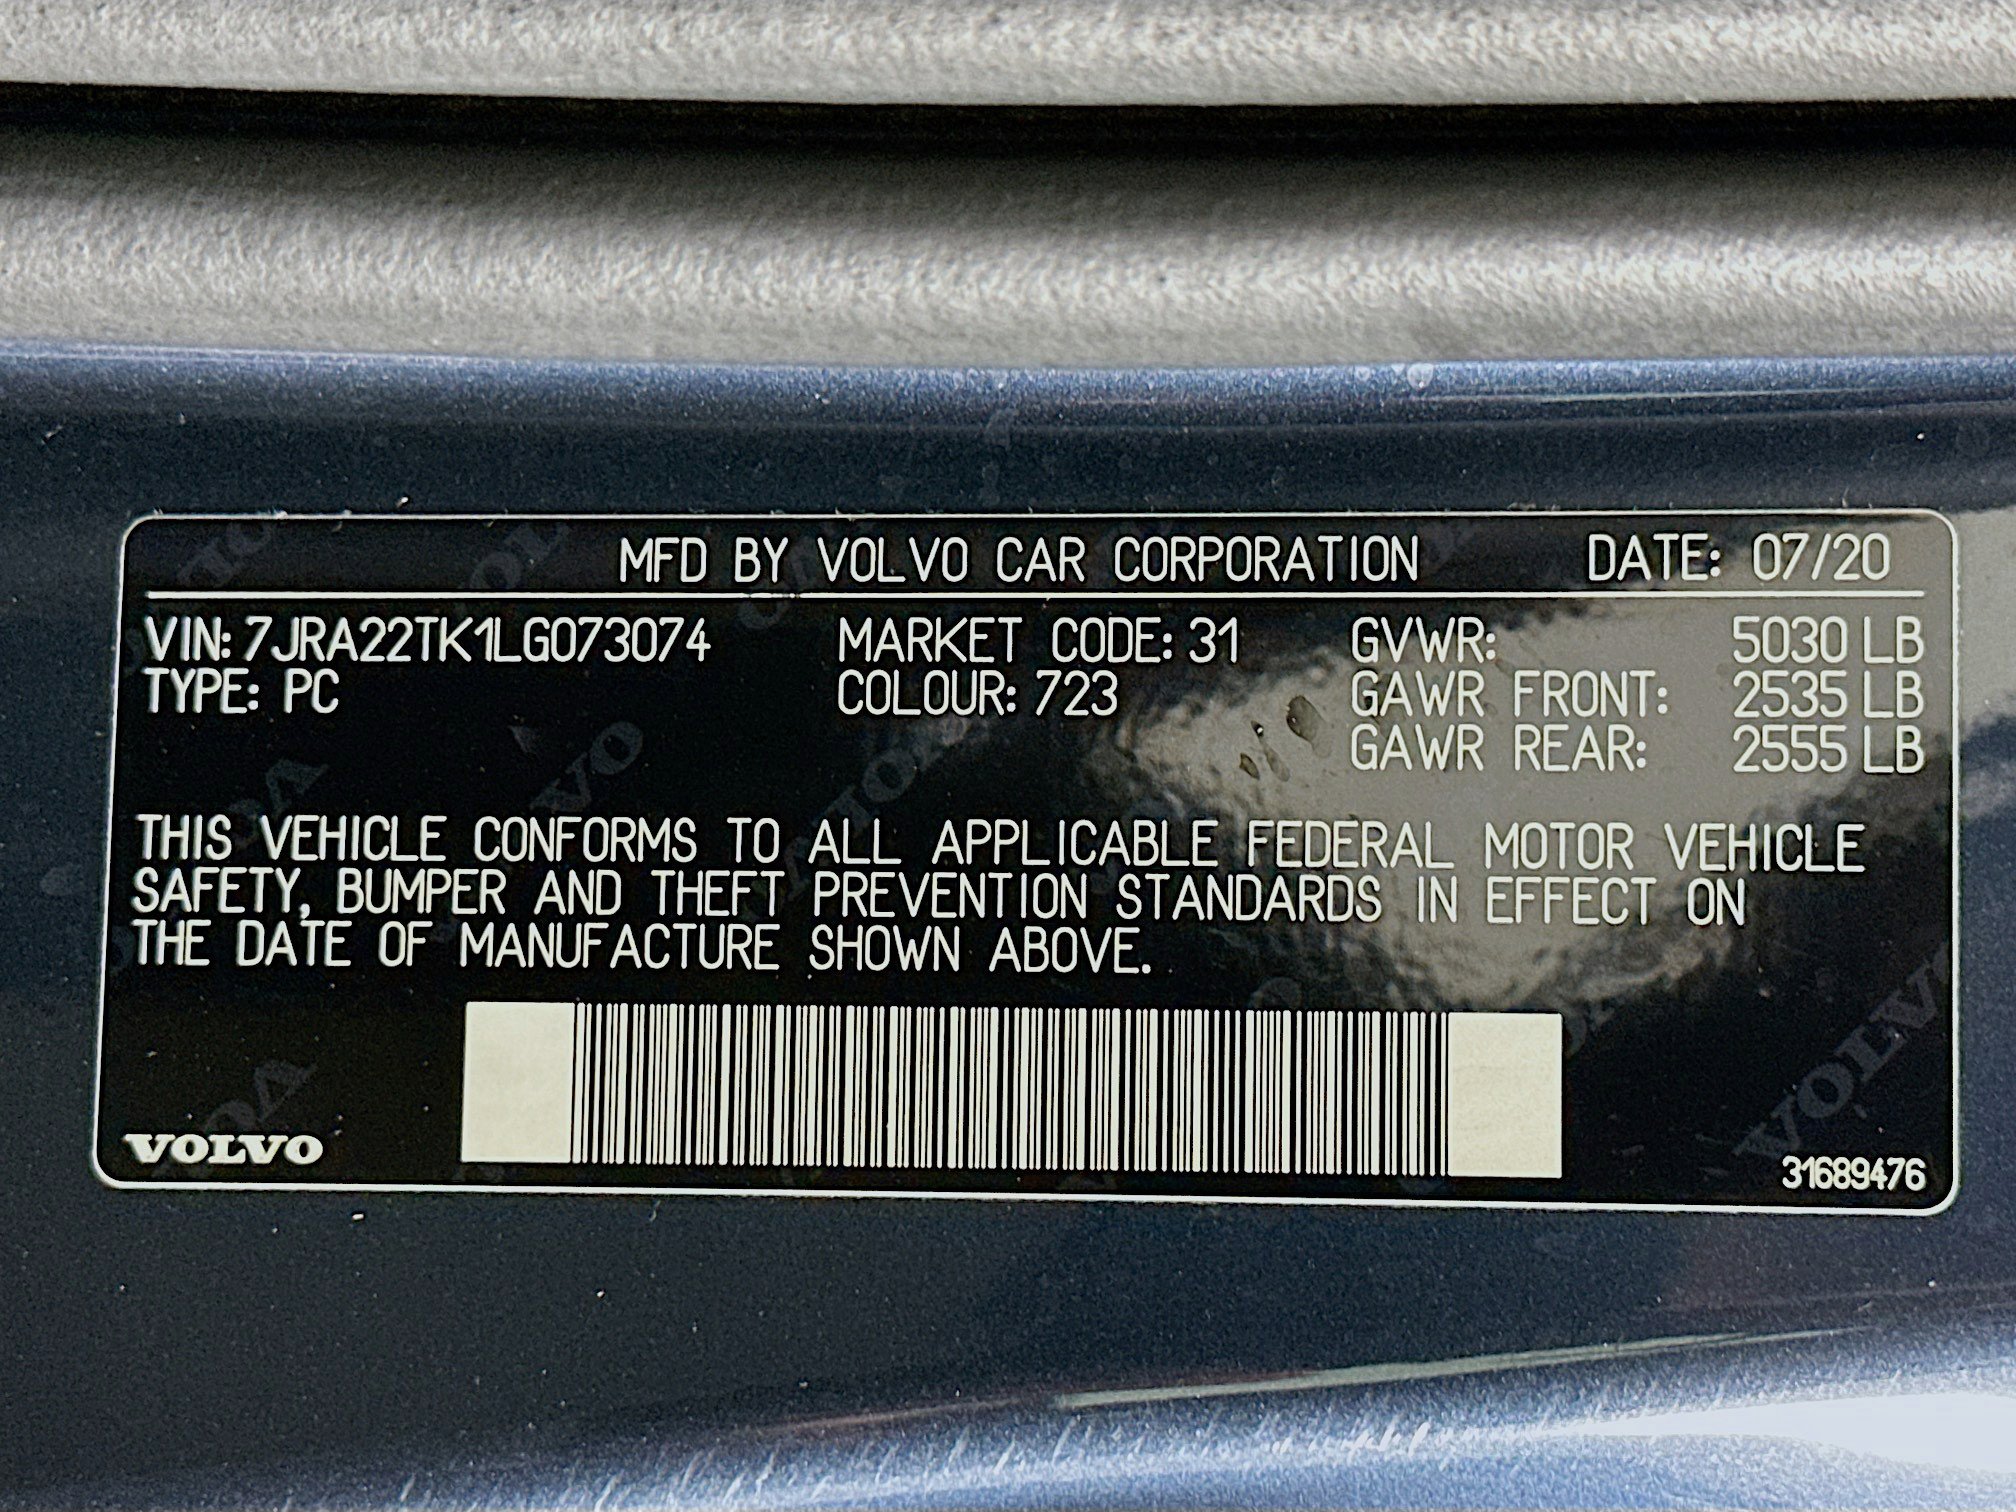 MFD BY VOLVO CAR CORPORATION DATE: 07/20
VIN: 7JRA22TK1LG073074 MARKET CODE: 31 GVWR: 5030 LB
TYPE: PC COLOUR: 723 GAWR FRONT: 2535 LB
GAWR REAR: 2555 LB
THIS VEHICLE CONFORMS TO ALL APPLICABLE FEDERAL MOTOR VEHICLE
SAFETY, BUMPER AND THEFT PREVENTION STANDARDS IN EFFECT ON
THE DATE OF MANUFACTURE SHOWN ABOVE.
VOLVO
31689476